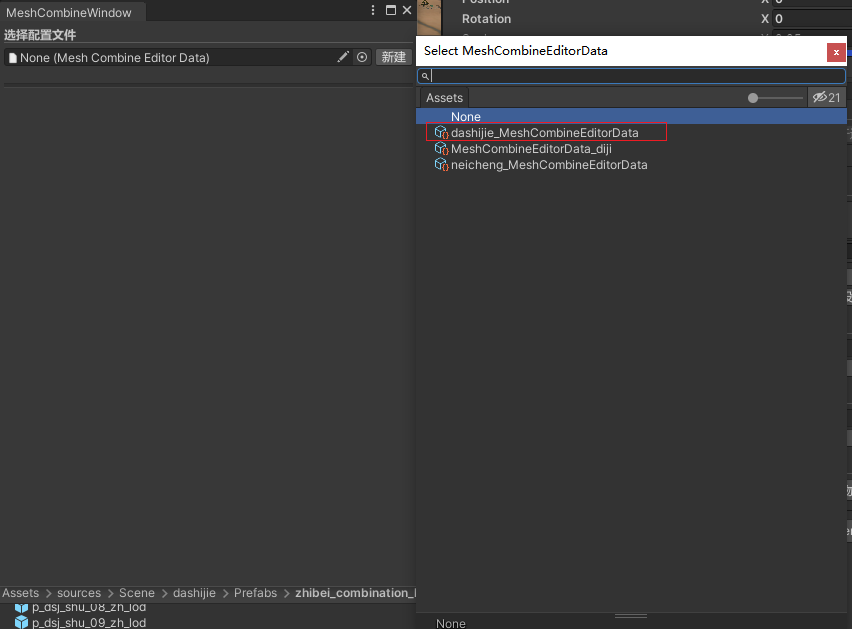 MeshCombineWindow
选择配置文件
None (Mesh Combine Editor Data)
新建
Position X 0
Rotation X 0
Select MeshCombineEditorData
Assets
21
None
dashijie_MeshCombineEditorData
MeshCombineEditorData_diji
neicheng_MeshCombineEditorData
Assets > sources > Scene > dashijie > Prefabs > zhibei_combination_
p_dsj_shu_08_zh_lod
p_dsj_shu_09_zh_lod
None